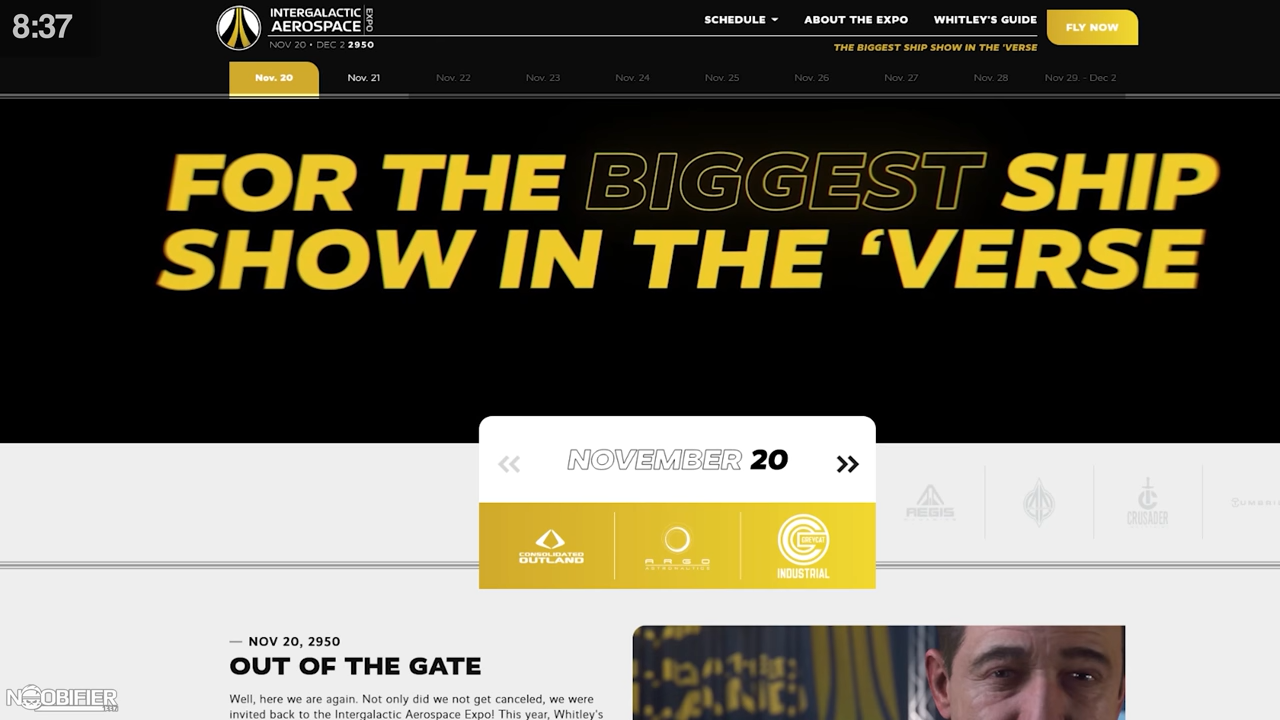 8:37
INTERGALACTIC
AEROSPACE
EXPO
NOV 20 • DEC 2 2950
SCHEDULE
ABOUT THE EXPO
WHITLEY'S GUIDE
FLY NOW
THE BIGGEST SHIP SHOW IN THE 'VERSE
Nov. 20
Nov. 21
Nov. 22
Nov. 23
Nov. 24
Nov. 25
Nov. 26
Nov. 27
Nov. 28
Nov 29. - Dec 2
FOR THE BIGGEST SHIP
SHOW IN THE ‘VERSE
NOVEMBER 20
CONSOLIDATED
OUTLAND
ARGO
ASTRONAUTICS
GREYCAT
INDUSTRIAL
AEGIS
CRUSADER
— NOV 20, 2950
OUT OF THE GATE
Well, here we are again. Not only did we not get canceled, we were
invited back to the Intergalactic Aerospace Expo! This year, Whitley's
NOOBIFIER